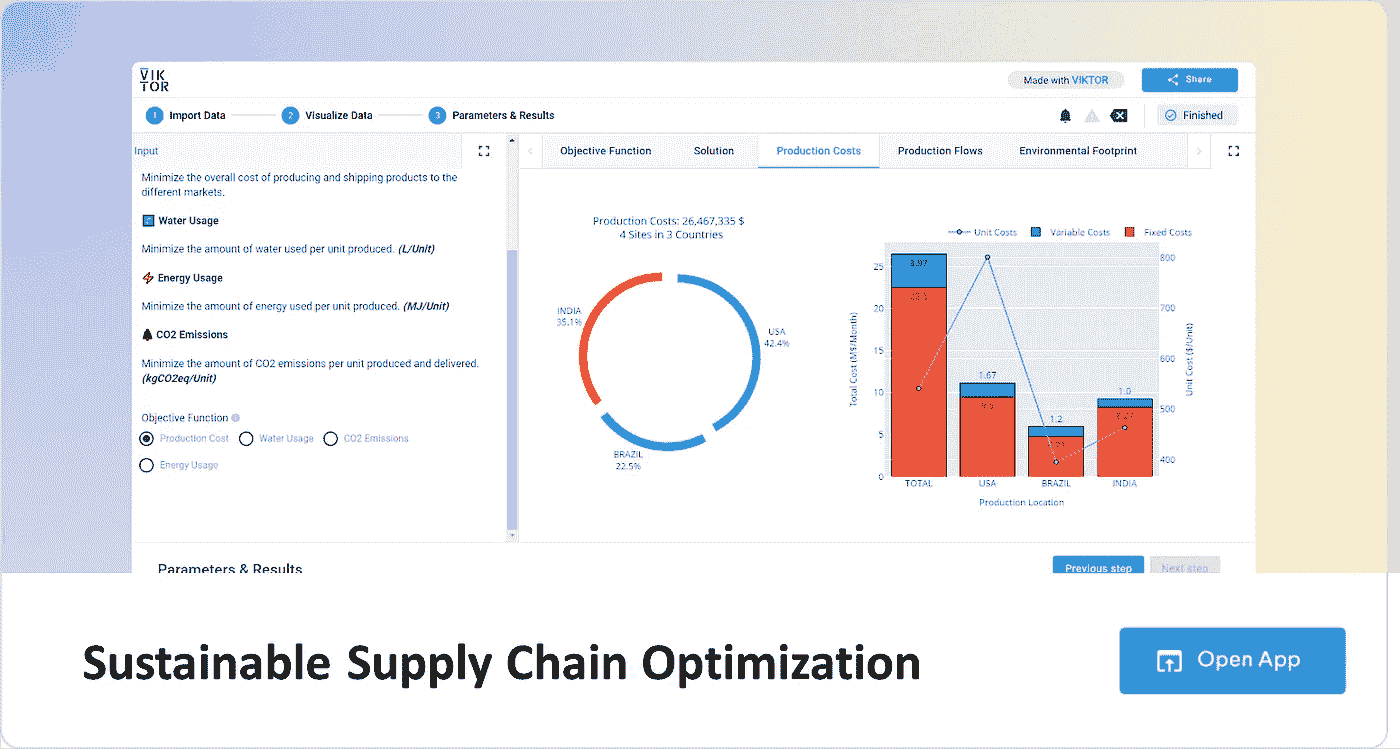 VIK
TOR
Made with VIKTOR
Share
1 Import Data
2 Visualize Data
3 Parameters & Results
Finished
Input
Minimize the overall cost of producing and shipping products to the
different markets.
Water Usage
Minimize the amount of water used per unit produced. (L/Unit)
Energy Usage
Minimize the amount of energy used per unit produced. (MJ/Unit)
CO2 Emissions
Minimize the amount of CO2 emissions per unit produced and delivered.
(kgCO2eq/Unit)
Objective Function
Production Cost Water Usage CO2 Emissions
Energy Usage
Objective Function Solution Production Costs Production Flows Environmental Footprint
Production Costs: 26,467,335 $
4 Sites in 3 Countries
INDIA
35.1%
USA
42.4%
BRAZIL
22.5%
Unit Costs Variable Costs Fixed Costs
Total Cost (M$/Month)
25
20
15
10
5
0
3.97
1.67
9.5
1.2
1.0
800
700
600
500
400
Unit Cost ($/Unit)
TOTAL USA BRAZIL INDIA
Production Location
Parameters & Results
Previous step
Next step
Sustainable Supply Chain Optimization
Open App